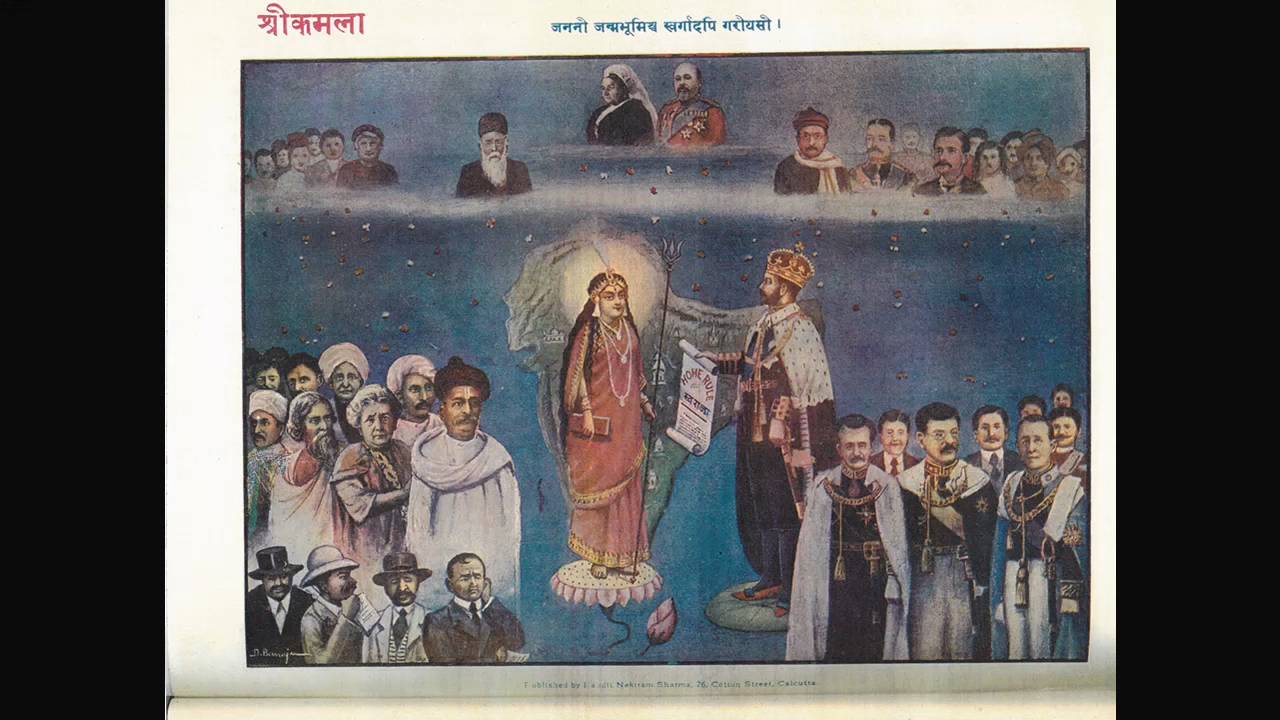 श्रीकमला
जननी जन्मभूमिश्च स्वर्गादपि गरीयसी।
HOME RULE
स्वराज्य
Published by Pandit Nekiram Sharma, 76, Cotton Street, Calcutta.